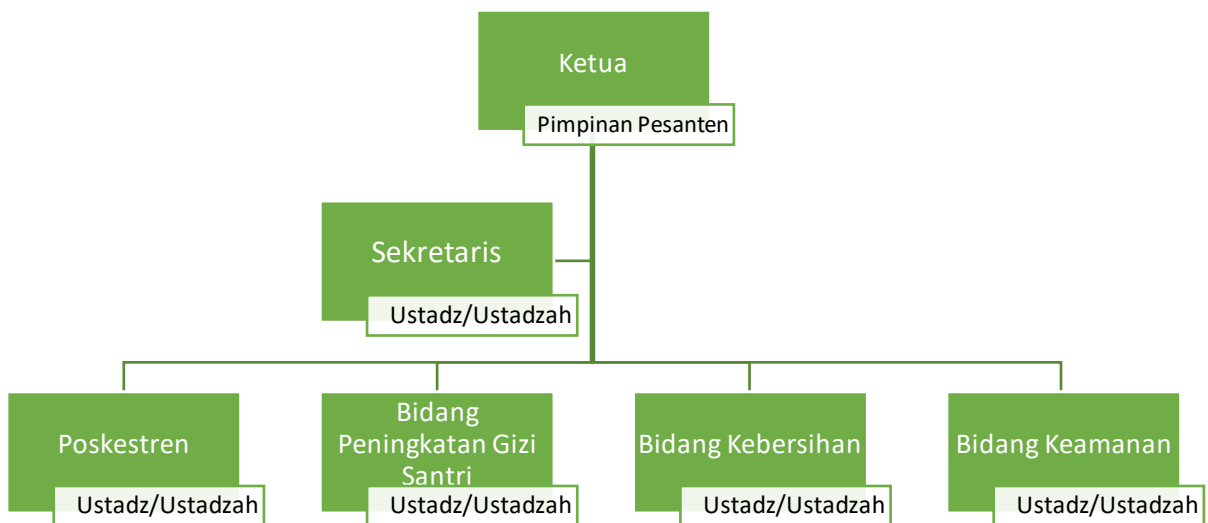 Ketua
Pimpinan Pesanten
Sekretaris
Ustadz/Ustadzah
Poskestren
Ustadz/Ustadzah
Bidang
Peningkatan Gizi
Santri
Ustadz/Ustadzah
Bidang Kebersihan
Ustadz/Ustadzah
Bidang Keamanan
Ustadz/Ustadzah